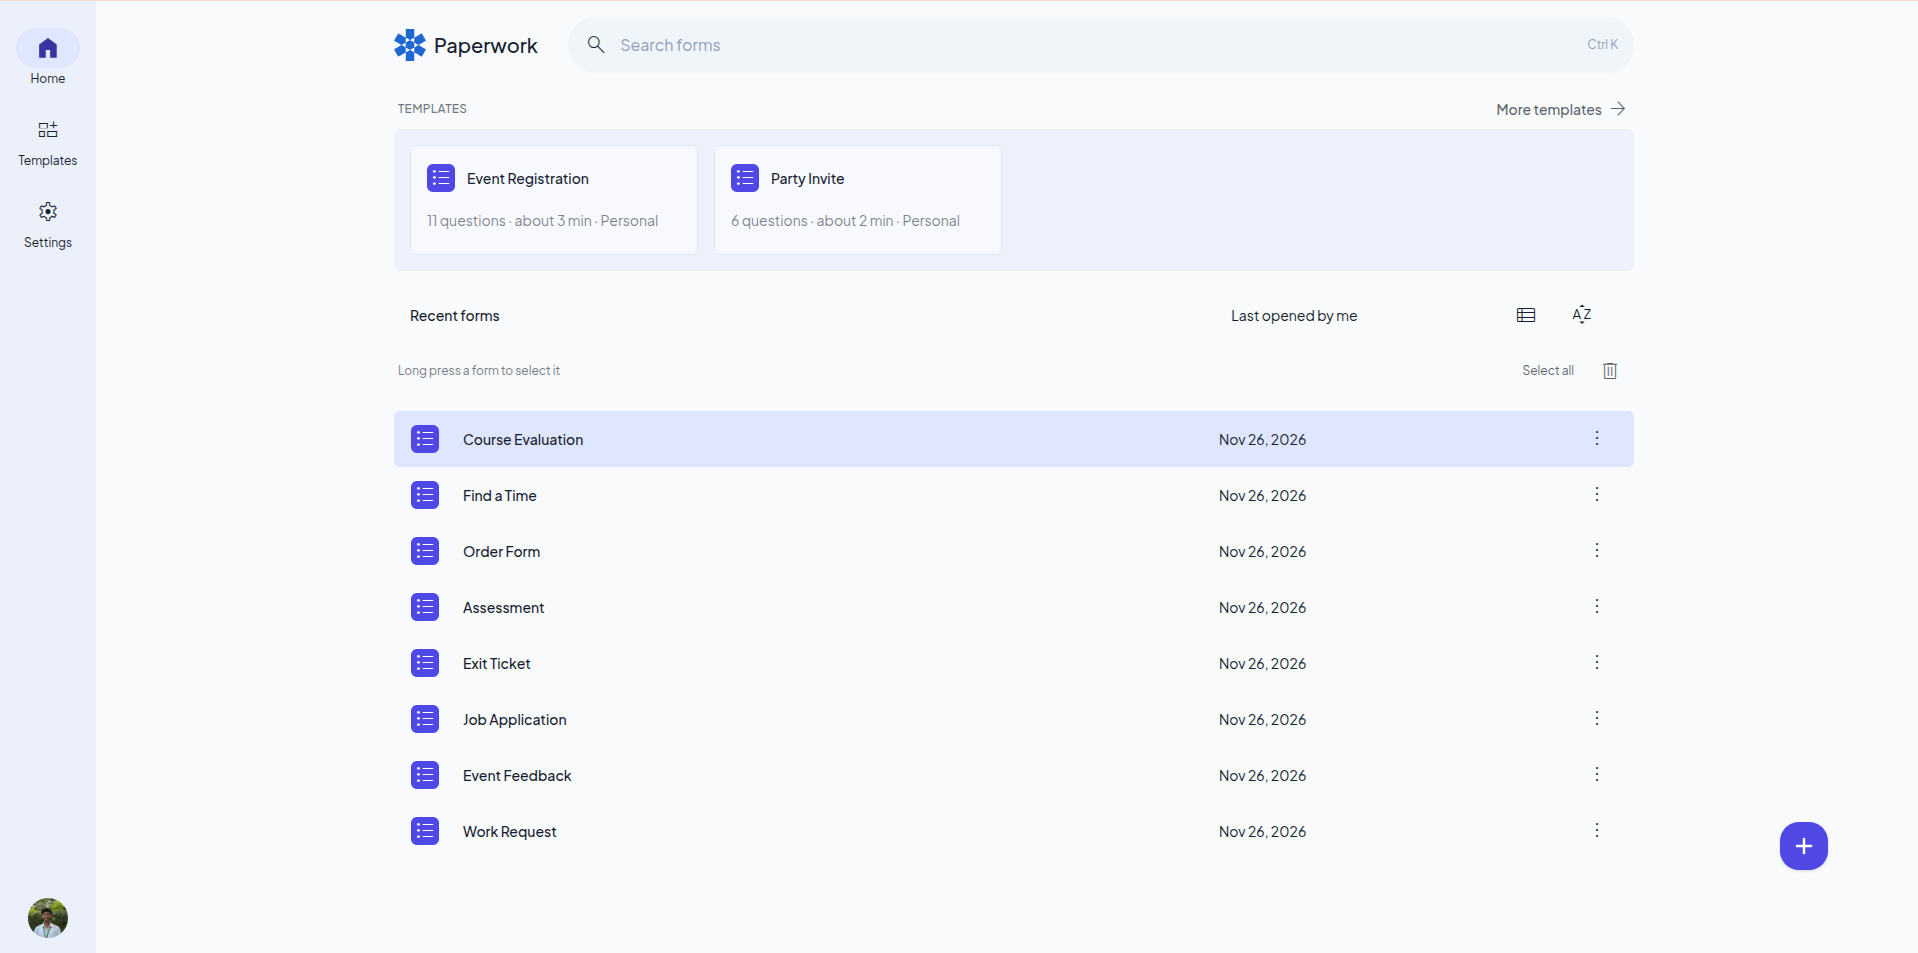 Home
Templates
Settings
Paperwork
Search forms
Ctrl K
TEMPLATES
More templates
Event Registration
11 questions · about 3 min · Personal
Party Invite
6 questions · about 2 min · Personal
Recent forms
Last opened by me
AZ
Long press a form to select it
Select all
Course Evaluation
Nov 26, 2026
Find a Time
Nov 26, 2026
Order Form
Nov 26, 2026
Assessment
Nov 26, 2026
Exit Ticket
Nov 26, 2026
Job Application
Nov 26, 2026
Event Feedback
Nov 26, 2026
Work Request
Nov 26, 2026